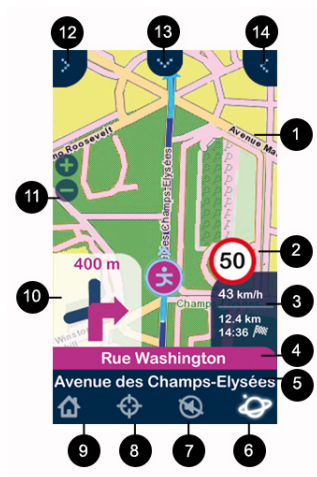 12
13
14
no Roosevelt
Avenue Ma
1
11
des Champs-Elysées
400 m
50
2
43 km/h
3
10
Champ
12.4 km
14:36
Rue Washington
4
Avenue des Champs-Elysées
5
9
8
7
6